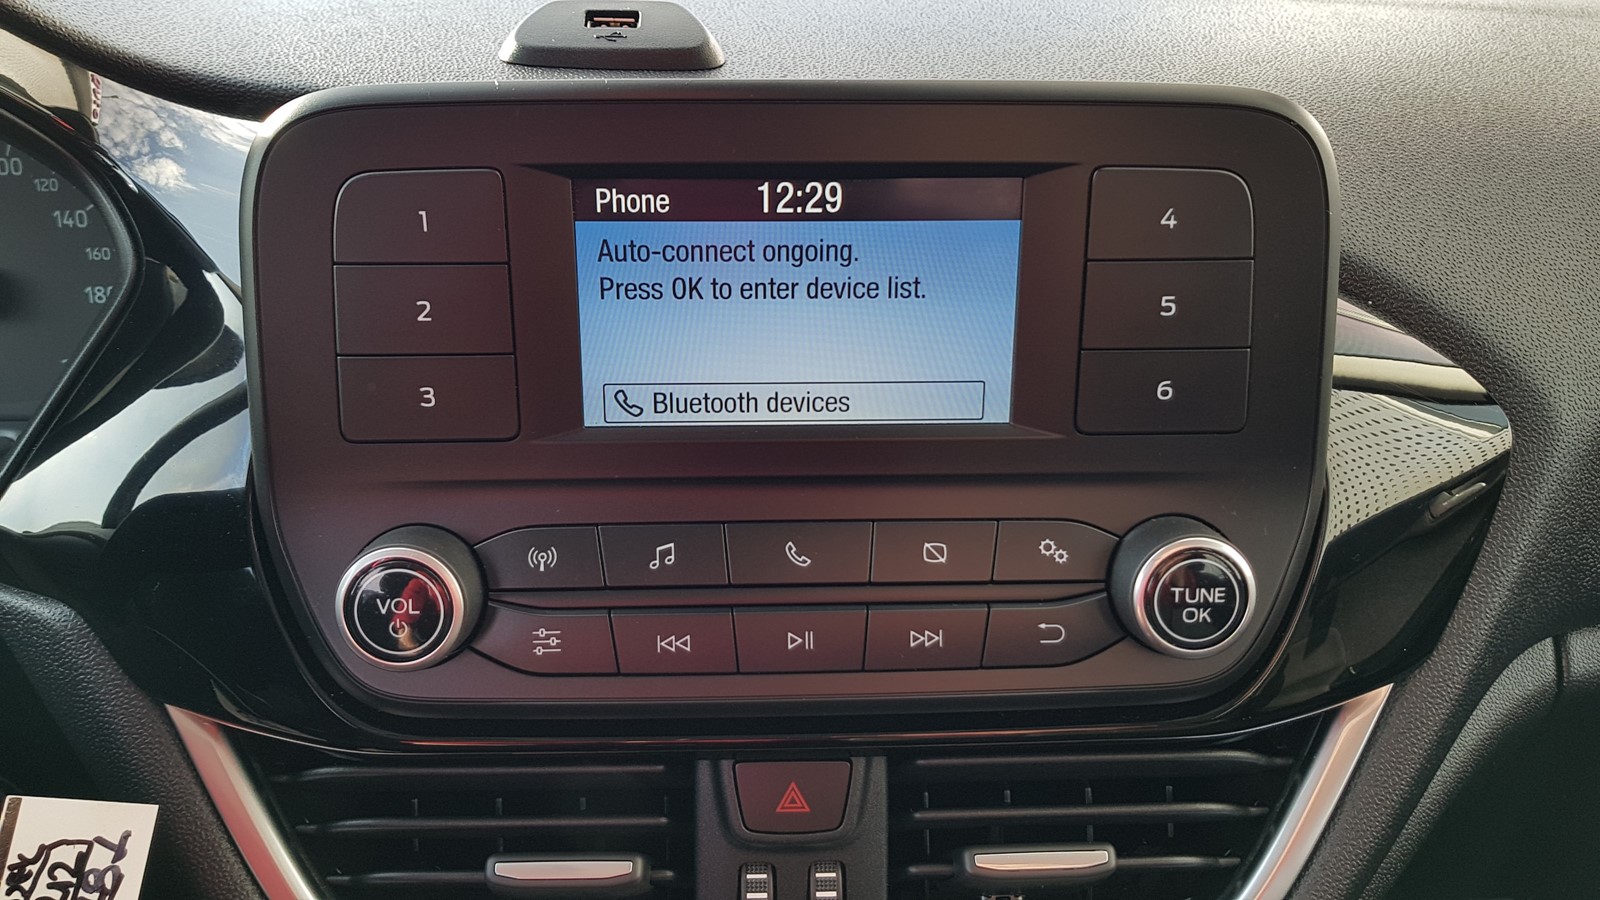 120
140
160
1
2
3
Phone 12:29
Auto-connect ongoing.
Press OK to enter device list.
Bluetooth devices
4
5
6
VOL
TUNE
OK